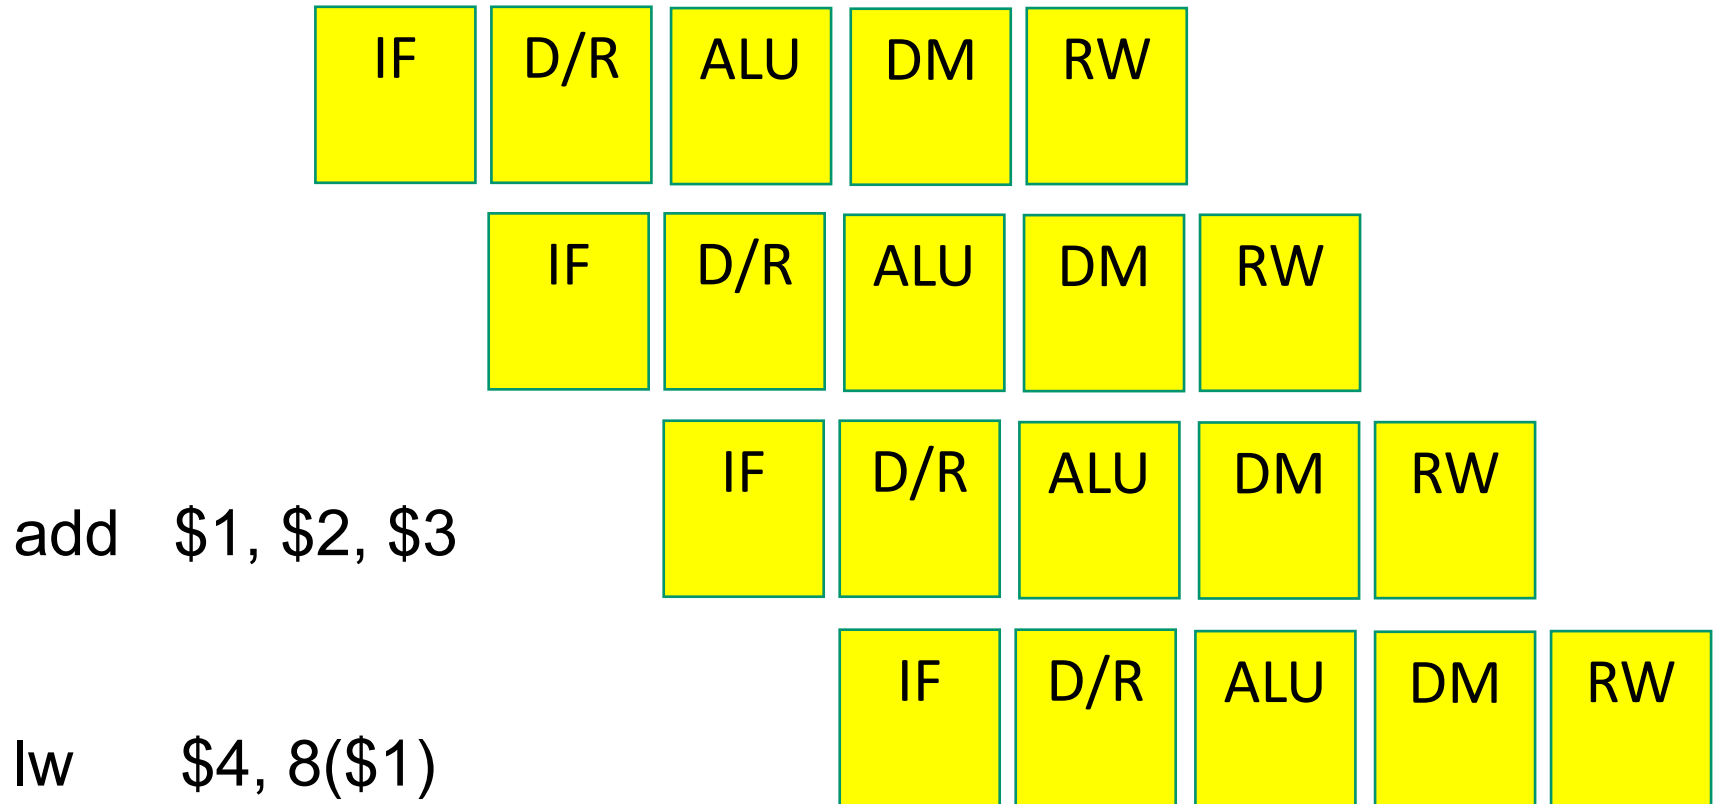 IF D/R ALU DM RW
IF D/R ALU DM RW
IF D/R ALU DM RW
add $1, $2, $3
IF D/R ALU DM RW
lw $4, 8($1)